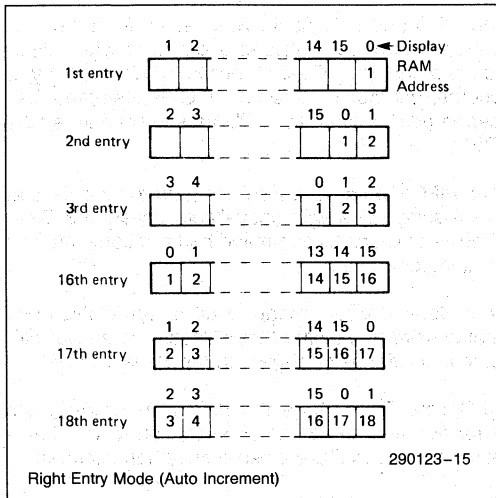 1 2 14 15 0 Display
1st entry 1 RAM
Address
2 3 15 0 1
2nd entry 1 2
3 4 0 1 2
3rd entry 1 2 3
0 1 13 14 15
16th entry 1 2 14 15 16
1 2 14 15 0
17th entry 2 3 15 16 17
2 3 15 0 1
18th entry 3 4 16 17 18
290123-15
Right Entry Mode (Auto Increment)